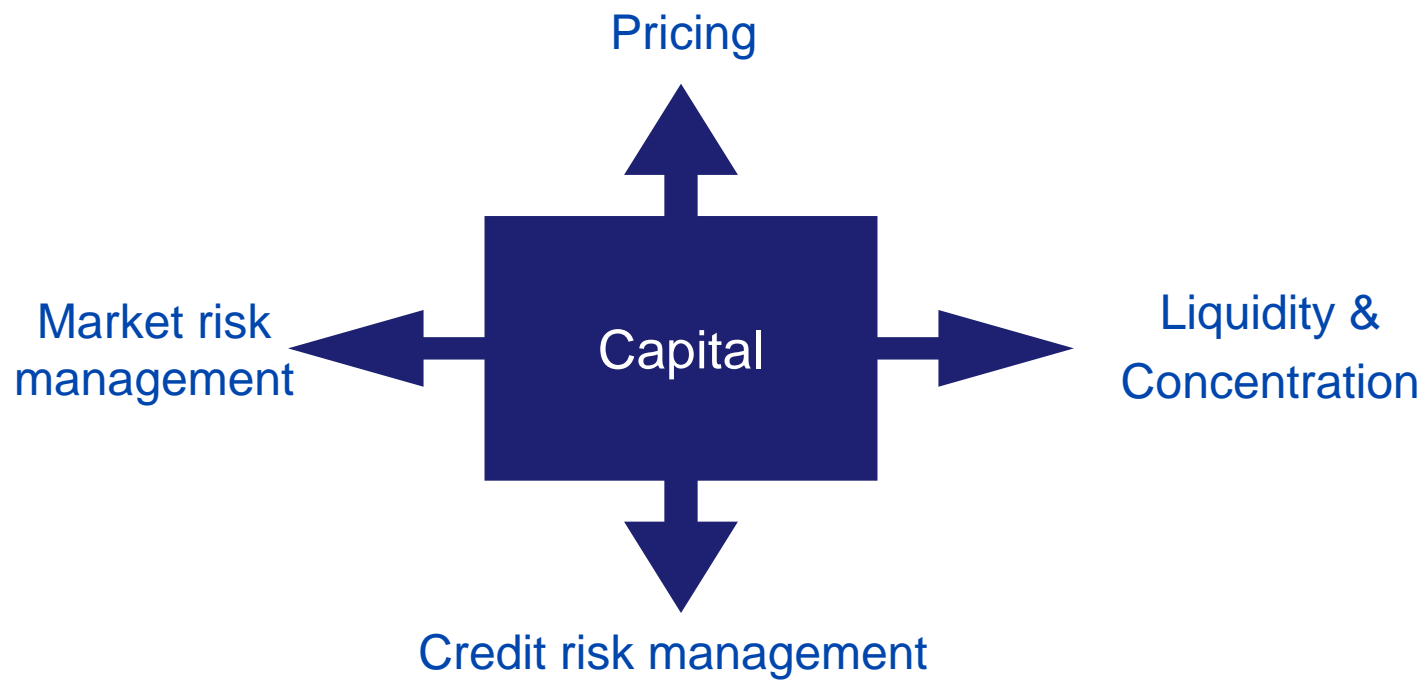 Pricing
Market risk
management
Capital
Liquidity &
Concentration
Credit risk management